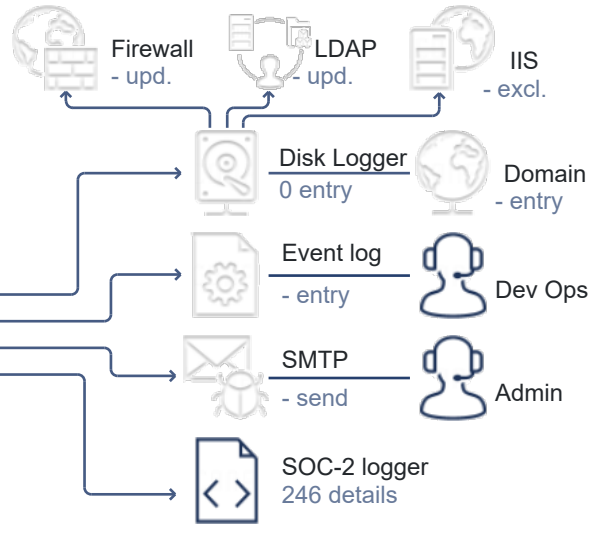 Firewall
- upd.
LDAP
- upd.
IIS
- excl.
Disk Logger
0 entry
Domain
- entry
Event log
- entry
Dev Ops
SMTP
- send
Admin
SOC-2 logger
246 details